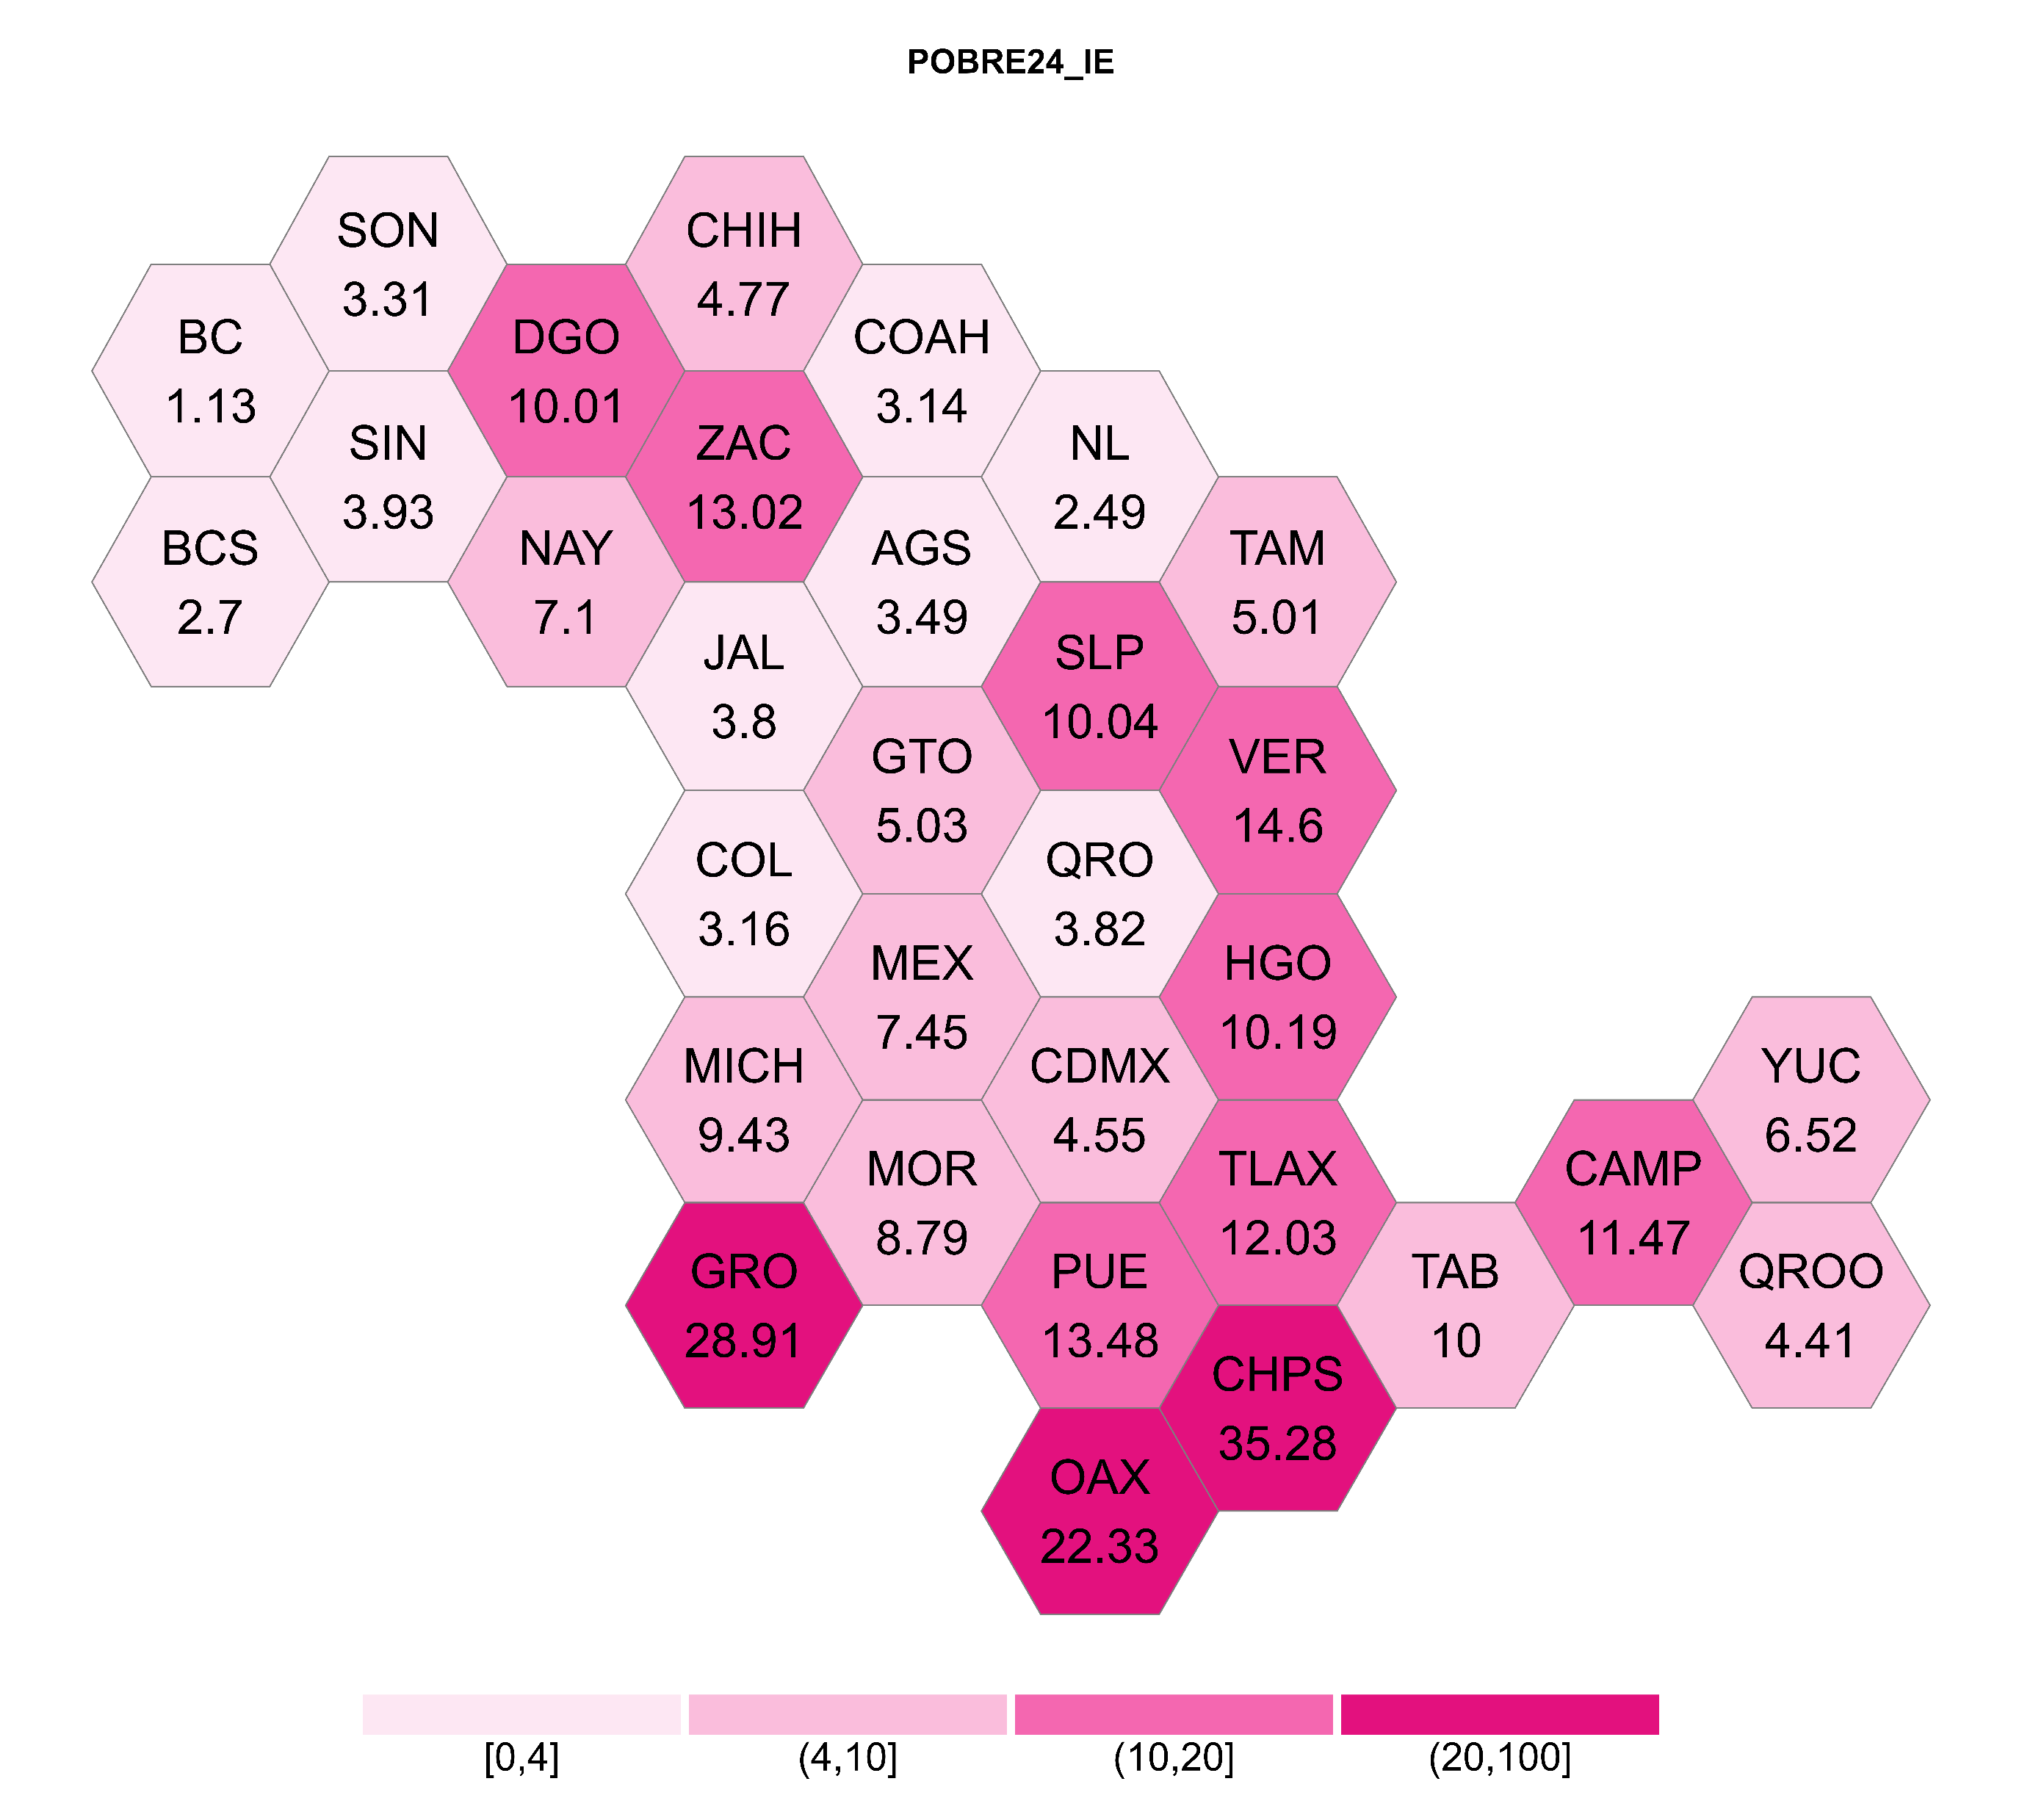 POBRE24_IE
SON
3.31
CHIH
4.77
BC
1.13
DGO
10.01
COAH
3.14
SIN
3.93
ZAC
13.02
NL
2.49
BCS
2.7
NAY
7.1
AGS
3.49
TAM
5.01
JAL
3.8
SLP
10.04
GTO
5.03
VER
14.6
COL
3.16
QRO
3.82
MEX
7.45
HGO
10.19
MICH
9.43
CDMX
4.55
YUC
6.52
MOR
8.79
TLAX
12.03
CAMP
11.47
GRO
28.91
PUE
13.48
TAB
10
QROO
4.41
CHPS
35.28
OAX
22.33
[0,4]
(4,10]
(10,20]
(20,100]